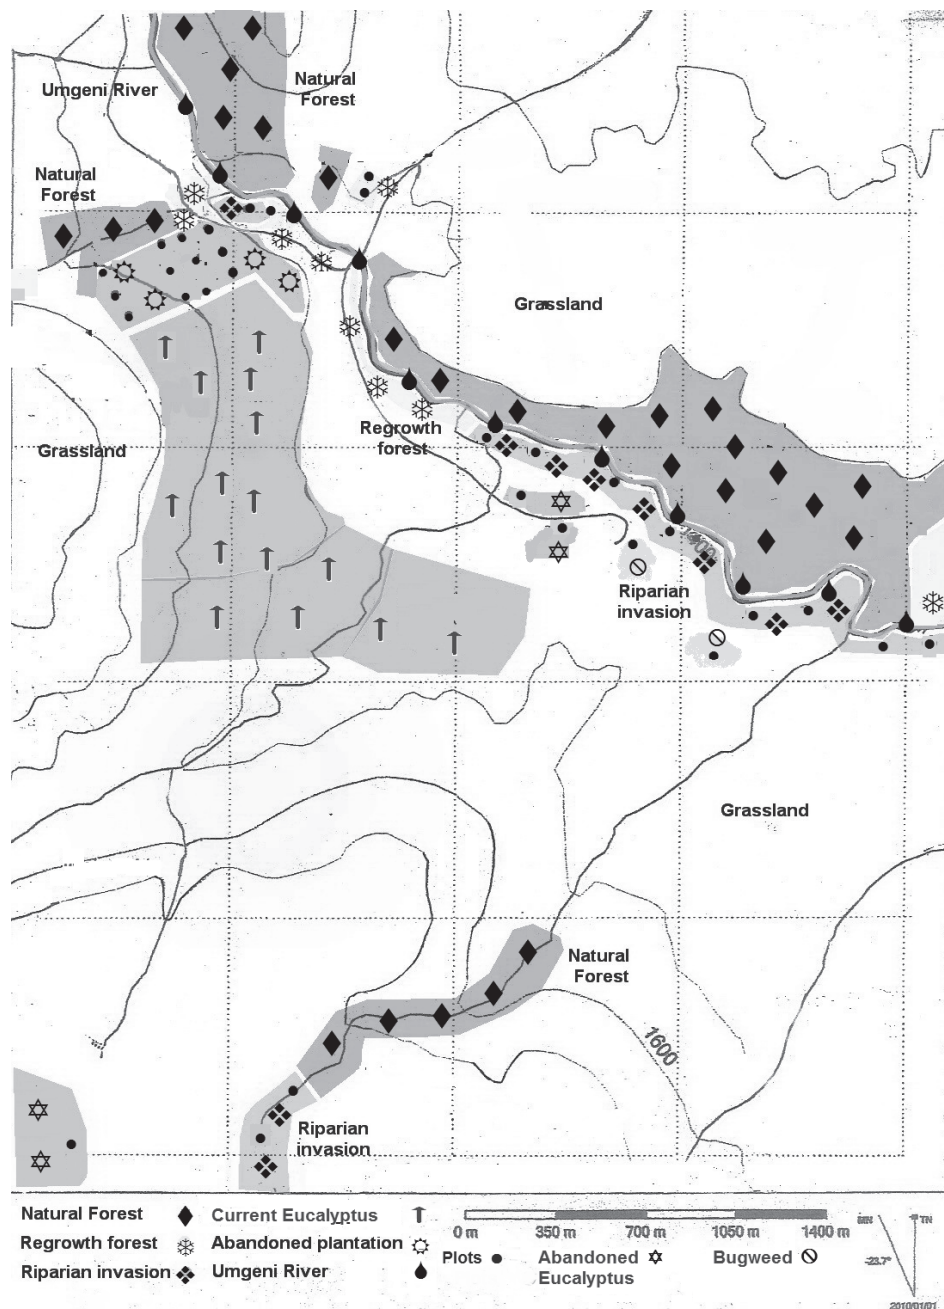 Umgeni River
Natural
Forest
Natural
Forest
Grassland
Regrowth
forest
Grassland
Riparian
invasion
Grassland
Natural
Forest
1600
Riparian
invasion
Natural Forest
Current Eucalyptus
0 m 350 m 700 m 1050 m 1400 m
MN
TN
Regrowth forest
Abandoned plantation
Plots
Abandoned
Eucalyptus
Bugweed
-23.7°
Riparian invasion
Umgeni River
2010/01/01